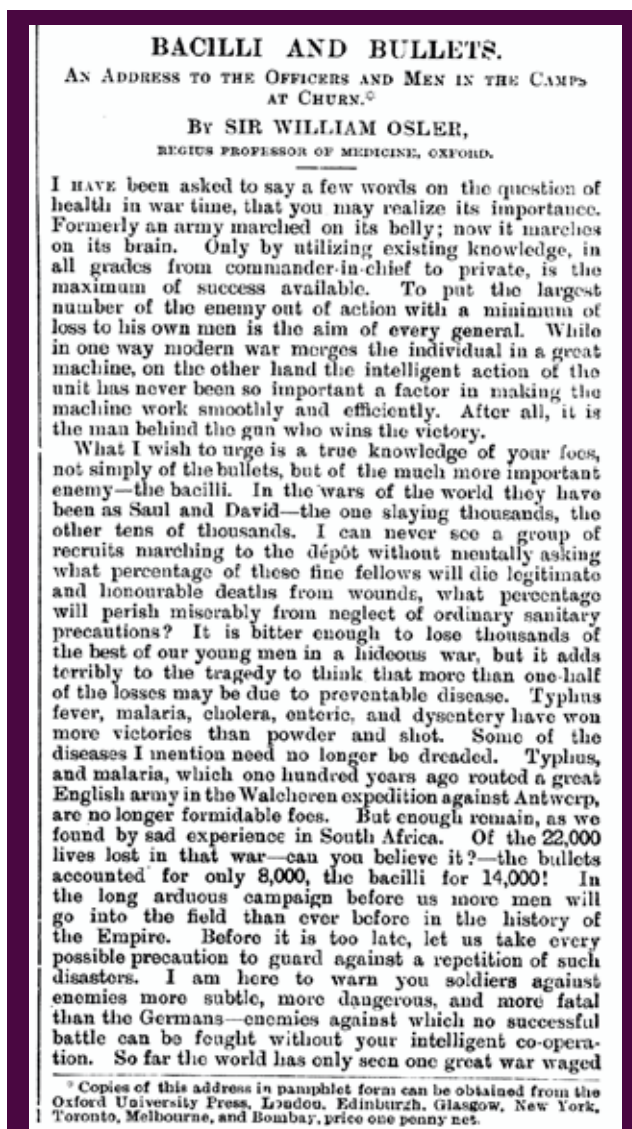 BACILLI AND BULLETS.
AN ADDRESS TO THE OFFICERS AND MEN IN THE CAMPS
AT CHURN.*
BY SIR WILLIAM OSLER,
REGIUS PROFESSOR OF MEDICINE, OXFORD.
I HAVE been asked to say a few words on the question of
health in war time, that you may realize its importance.
Formerly an army marched on its belly; now it marches
on its brain. Only by utilizing existing knowledge, in
all grades from commander-in-chief to private, is the
maximum of success available. To put the largest
number of the enemy out of action with a minimum of
loss to his own men is the aim of every general. While
in one way modern war merges the individual in a great
machine, on the other hand the intelligent action of the
unit has never been so important a factor in making the
machine work smoothly and efficiently. After all, it is
the man behind the gun who wins the victory.
What I wish to urge is a true knowledge of your foes,
not simply of the bullets, but of the much more important
enemy—the bacilli. In the wars of the world they have
been as Saul and David—the one slaying thousands, the
other tens of thousands. I can never see a group of
recruits marching to the dépôt without mentally asking
what percentage of these fine fellows will die legitimate
and honourable deaths from wounds, what percentage
will perish miserably from neglect of ordinary sanitary
precautions? It is bitter enough to lose thousands of
the best of our young men in a hideous war, but it adds
terribly to the tragedy to think that more than one-half
of the losses may be due to preventable disease. Typhus
fever, malaria, cholera, enteric, and dysentery have won
more victories than powder and shot. Some of the
diseases I mention need no longer be dreaded. Typhus,
and malaria, which one hundred years ago routed a great
English army in the Walcheren expedition against Antwerp,
are no longer formidable foes. But enough remain, as we
found by sad experience in South Africa. Of the 22,000
lives lost in that war—can you believe it?—the bullets
accounted for only 8,000, the bacilli for 14,000! In
the long arduous campaign before us more men will
go into the field than ever before in the history of
the Empire. Before it is too late, let us take every
possible precaution to guard against a repetition of such
disasters. I am here to warn you soldiers against
enemies more subtle, more dangerous, and more fatal
than the Germans—enemies against which no successful
battle can be fought without your intelligent co-opera-
tion. So far the world has only seen one great war waged
* Copies of this address in pamphlet form can be obtained from the
Oxford University Press, London, Edinburgh, Glasgow, New York,
Toronto, Melbourne, and Bombay, price one penny net.